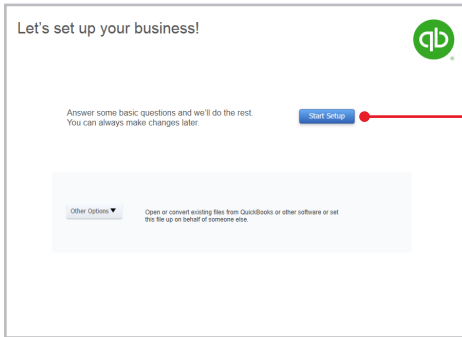 Let's set up your business!
qb
Answer some basic questions and we'll do the rest.
You can always make changes later.
Start Setup
Other Options
Open or convert existing files from QuickBooks or other software or set
this file up on behalf of someone else.